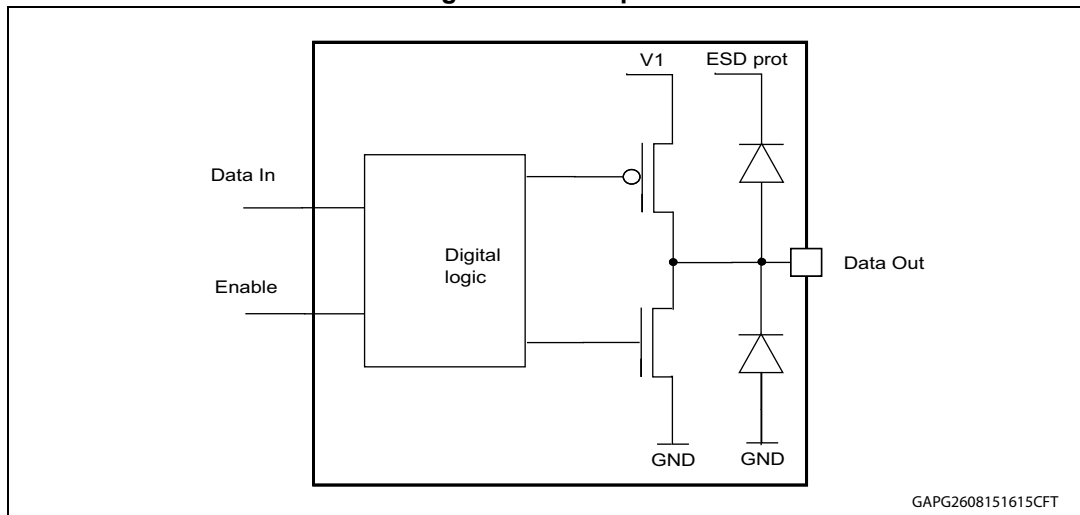 V1
ESD prot
Data In
Digital
logic
Data Out
Enable
GND
GND
GAPG2608151615CFT